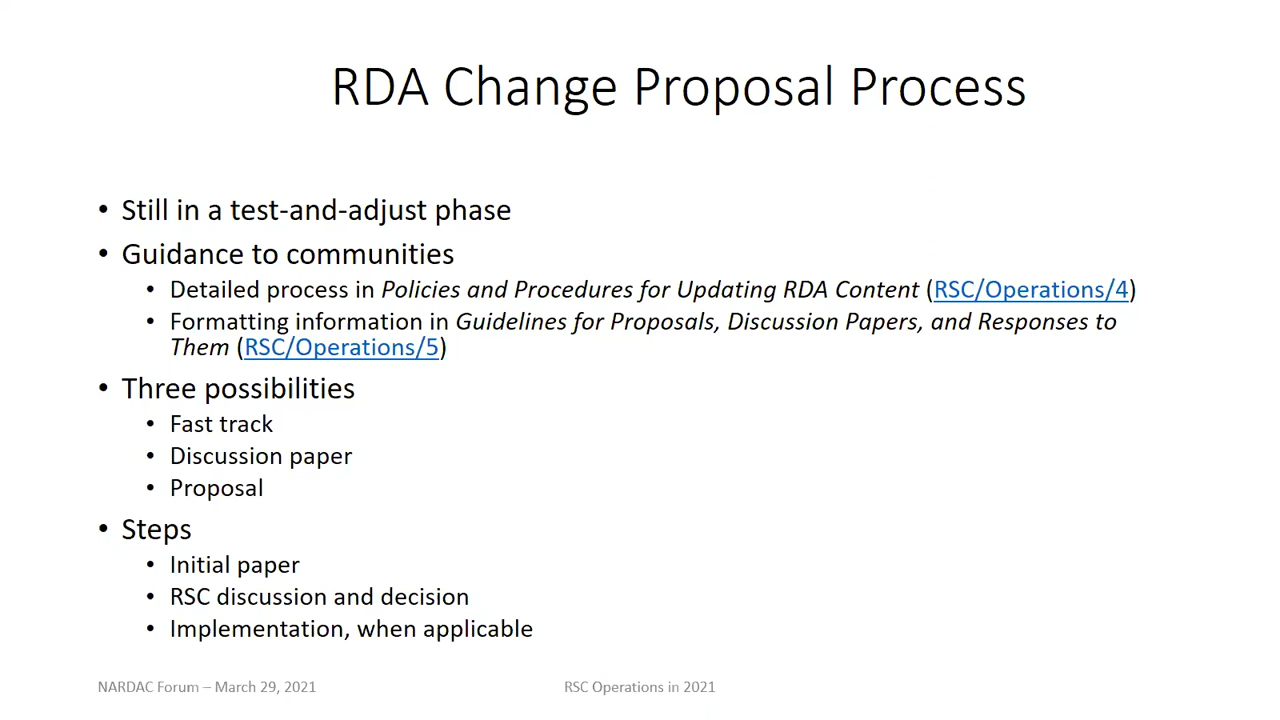 RDA Change Proposal Process
• Still in a test-and-adjust phase
• Guidance to communities
• Detailed process in Policies and Procedures for Updating RDA Content (RSC/Operations/4)
• Formatting information in Guidelines for Proposals, Discussion Papers, and Responses to
Them (RSC/Operations/5)
• Three possibilities
• Fast track
• Discussion paper
• Proposal
• Steps
• Initial paper
• RSC discussion and decision
• Implementation, when applicable
NARDAC Forum – March 29, 2021
RSC Operations in 2021